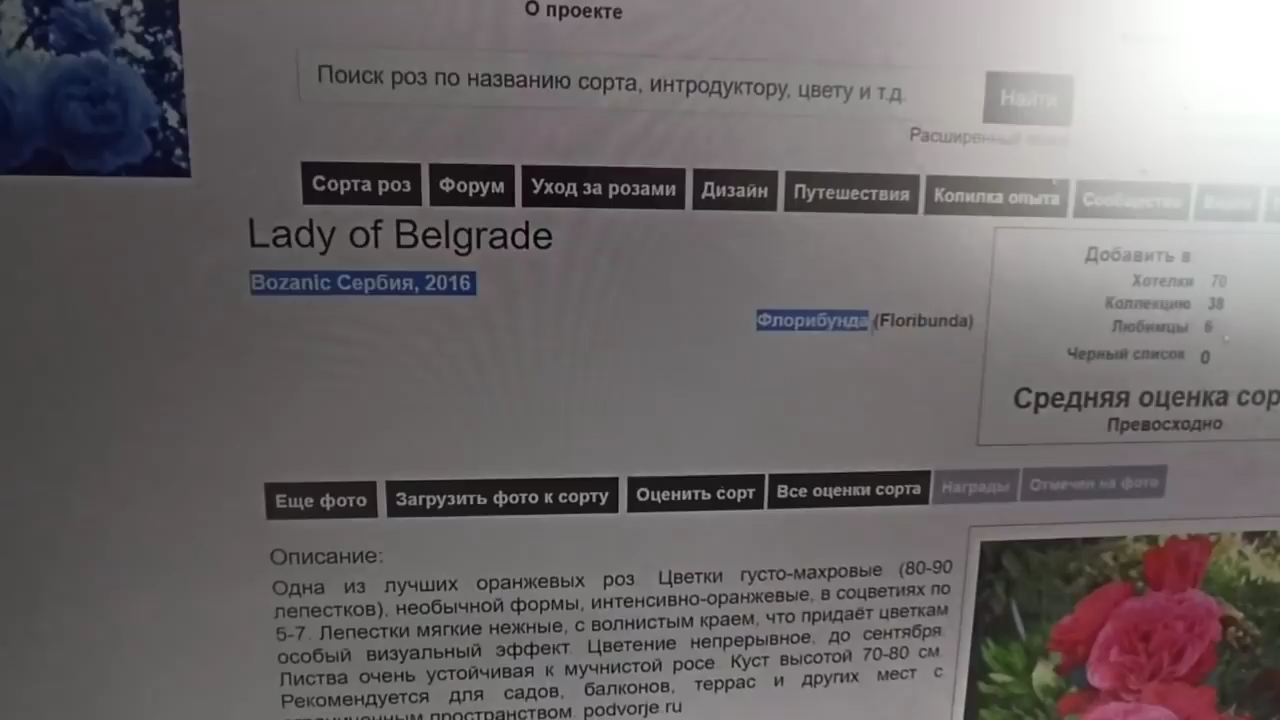 О проекте
Поиск роз по названию сорта, интродуктору, цвету и т.д.
Найти
Расширенный
Сорта роз
Форум
Уход за розами
Дизайн
Путешествия
Копилка опыта
Сообщество
Lady of Belgrade
Bozanic Сербия, 2016
Флорибунда (Floribunda)
Добавить в
Хотелки 70
Коллекцию 38
Любимцы 6
Черный список 0
Средняя оценка сор
Превосходно
Еще фото
Загрузить фото к сорту
Оценить сорт
Все оценки сорта
Награды
Отмечен на фото
Описание:
Одна из лучших оранжевых роз. Цветки густо-махровые (80-90
лепестков), необычной формы, интенсивно-оранжевые, в соцветиях по
5-7. Лепестки мягкие нежные, с волнистым краем, что придаёт цветкам
особый визуальный эффект. Цветение непрерывное, до сентября.
Листва очень устойчивая к мучнистой росе. Куст высотой 70-80 см.
Рекомендуется для садов, балконов, террас и других мест с
ограниченным пространством. podvorje.ru